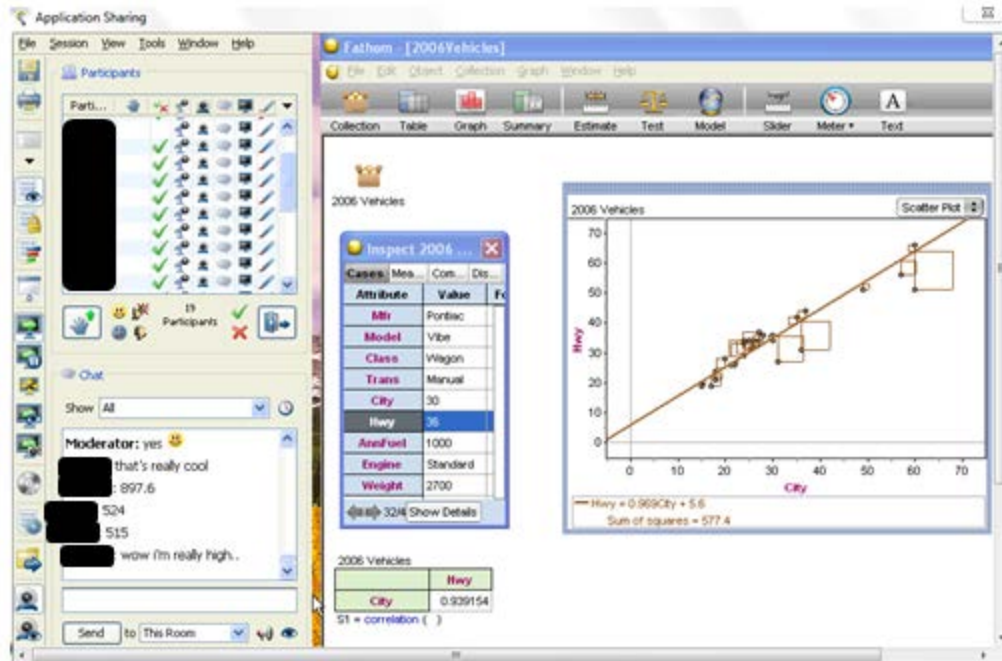 Application Sharing
File Session View Tools Window Help
Participants
Parti...
19
Participants
Chat
Show All
Moderator: yes
that's really cool
: 897.6
524
515
: wow i'm really high..
Send to This Room
Fathom - [2006Vehicles]
File Edit Object Collection Graph Window Help
Collection Table Graph Summary Estimate Test Model Slider Meter Text
2006 Vehicles
Inspect 2006 ...
Cases Mea... Com... Dis...
Attribute Value
Mfr Pontiac
Model Vibe
Class Wagon
Trans Manual
City 30
Hwy 36
AnnFuel 1000
Engine Standard
Weight 2700
32/4 Show Details
2006 Vehicles
Hwy
City 0.939154
S1 = correlation ( )
2006 Vehicles
Scatter Plot
70
60
50
40
30
20
10
0
Hwy
0 10 20 30 40 50 60 70
City
Hwy = 0.969City + 5.6
Sum of squares = 577.4